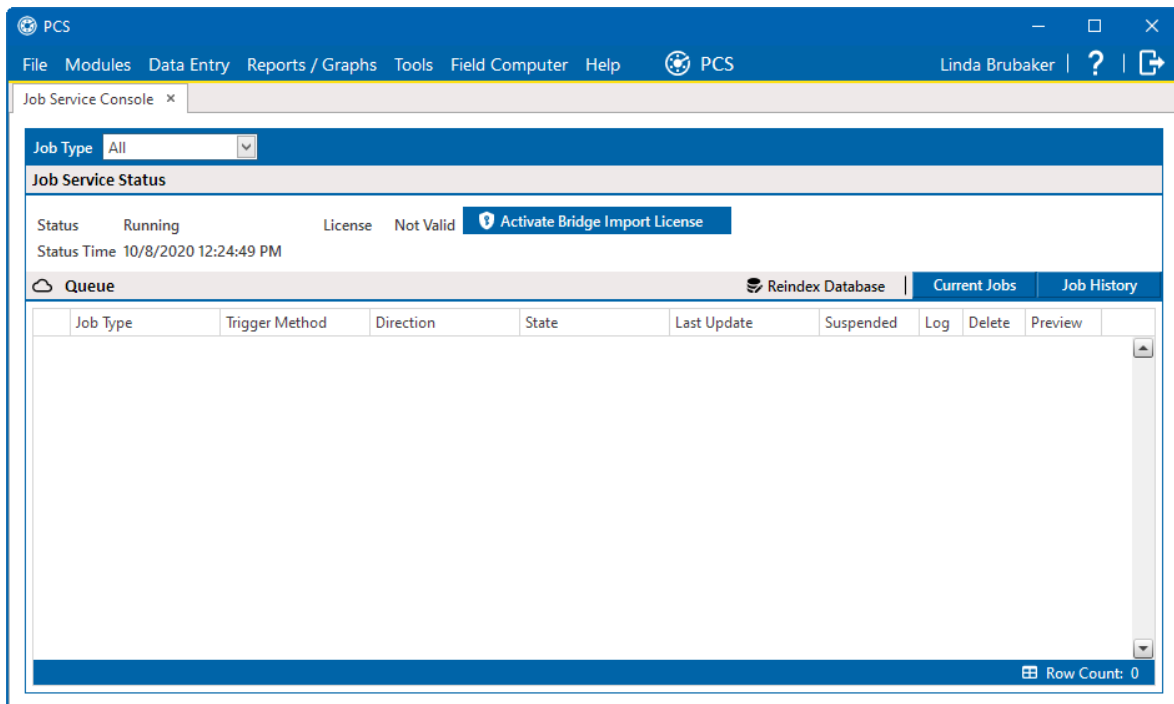 PCS
File Modules Data Entry Reports / Graphs Tools Field Computer Help PCS Linda Brubaker | ? |
Job Service Console ×
Job Type All
Job Service Status
Status Running License Not Valid Activate Bridge Import License
Status Time 10/8/2020 12:24:49 PM
Queue Reindex Database | Current Jobs Job History
Job Type Trigger Method Direction State Last Update Suspended Log Delete Preview
Row Count: 0